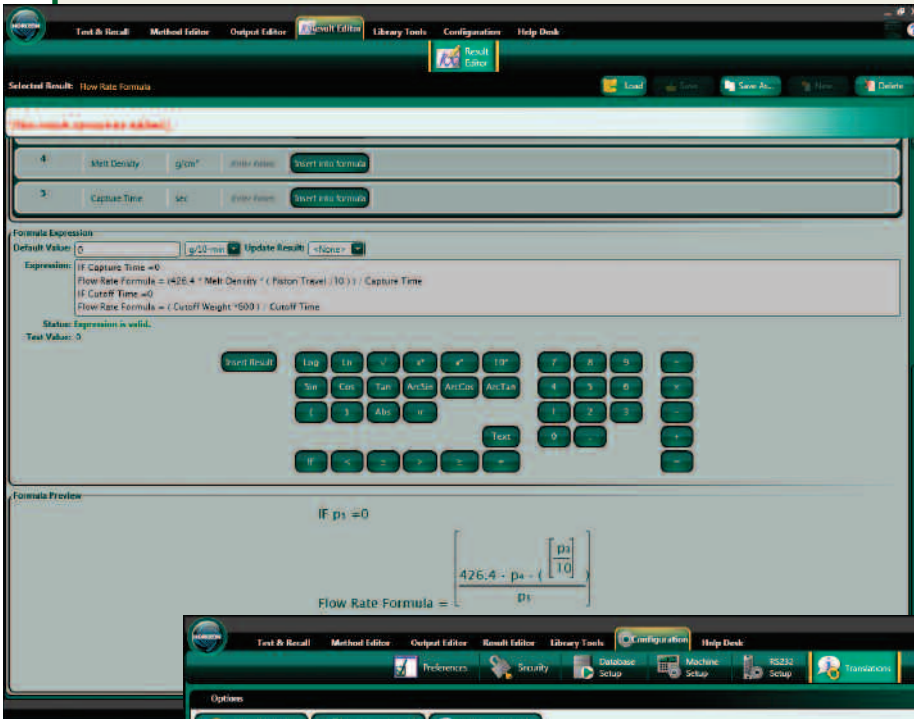 HORIZON
Test & Recall Method Editor Output Editor Result Editor Library Tools Configuration Help Desk
Result Editor
Selected Result: Flow Rate Formula Load Save Save As... New Delete
4 Melt Density g/cm³ Insert into formula
Capture Time sec Insert into formula
Formula Expression
Default Value: 0 g/10-min Update Result: <None>
Expression: IF Capture Time =0
Flow Rate Formula = (426.4 * Melt Density * ( Piston Travel /10 ) ) / Capture Time
IF Cutoff Time =0
Flow Rate Formula = ( Cutoff Weight *600 ) / Cutoff Time
Status: Expression is valid.
Test Value: 0
Insert Result Log Ln √ 10ˣ 7 8 9
Sin Cos Tan ArcSin ArcCos ArcTan 4 5 6
( ) Abs 1 2 3
Text 0 . +
IF < >
Formula Preview
IF p₁ =0
Flow Rate Formula = 426.4 · p₄ · ( p₃ 10 ) p₁
HORIZON
Test & Recall Method Editor Output Editor Result Editor Library Tools Configuration Help Desk
Preferences Security Database Setup Machine Setup RS232 Setup Translations
Options